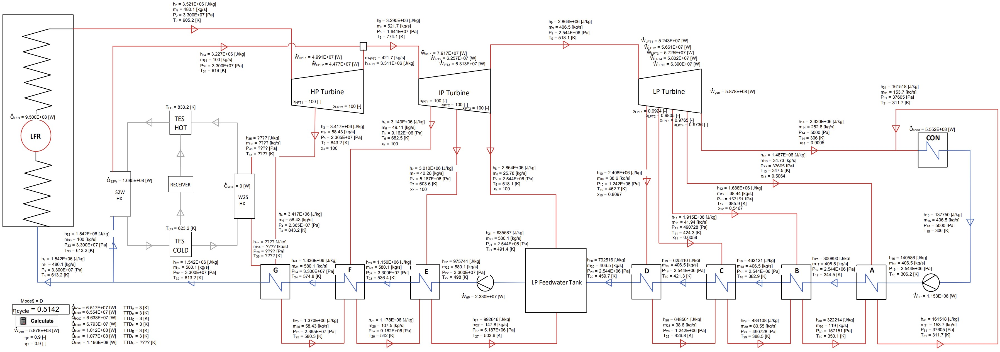 h2 = 3.521E+06 [J/kg]
m2 = 480.1 [kg/s]
P2 = 3.300E+07 [Pa]
T2 = 905.2 [K]
h34 = 3.227E+06 [J/kg]
m34 = 100 [kg/s]
P34 = 3.300E+07 [Pa]
T34 = 819 [K]
ẆHPT1 = 4.991E+07 [W]
ẆHPT2 = 4.477E+07 [W]
mHPT2 = 421.7 [kg/s]
hHPT2 = 3.311E+06 [J/kg]
h5 = 3.295E+06 [J/kg]
m5 = 521.7 [kg/s]
P5 = 1.641E+07 [Pa]
T5 = 774.1 [K]
ẆIPT1 = 7.917E+07 [W]
ẆIPT2 = 6.257E+07 [W]
ẆIPT3 = 6.313E+07 [W]
h9 = 2.864E+06 [J/kg]
m9 = 406.5 [kg/s]
P9 = 2.544E+06 [Pa]
T9 = 518.1 [K]
ẆLPT1 = 5.243E+07 [W]
ẆLPT2 = 5.661E+07 [W]
ẆLPT3 = 5.725E+07 [W]
ẆLPT4 = 5.802E+07 [W]
ẆLPT5 = 6.390E+07 [W]
HP Turbine
xHPT1 = 100 [-]
xHPT2 = 100 [-]
IP Turbine
xIPT1 = 100 [-]
xIPT2 = 100 [-]
xIPT3 = 100 [-]
LP Turbine
Ẇgen = 5.878E+08 [W]
xLPT1 = 0.9924 [-]
xLPT2 = 0.9805 [-]
xLPT3 = 0.9765 [-]
xLPT4 = 0.9736 [-]
h31 = 161518 [J/kg]
m31 = 153.7 [kg/s]
P31 = 37605 [Pa]
T31 = 311.7 [K]
Q̇LFR = 9.500E+08 [W]
LFR
THS = 833.2 [K]
TES
HOT
RECEIVER
TCS = 623.2 [K]
TES
COLD
Q̇S2W = 1.685E+08 [W]
S2W
HX
Q̇W2S = 0 [W]
W2S
HX
h35 = ???? [J/kg]
m35 = ???? [kg/s]
P35 = ???? [Pa]
T35 = ???? [K]
h3 = 3.417E+06 [J/kg]
m3 = 58.43 [kg/s]
P3 = 2.365E+07 [Pa]
T3 = 843.2 [K]
x3 = 100
h6 = 3.143E+06 [J/kg]
m6 = 49.11 [kg/s]
P6 = 9.162E+06 [Pa]
T6 = 682.5 [K]
x6 = 100
h7 = 3.010E+06 [J/kg]
m7 = 40.28 [kg/s]
P7 = 5.187E+06 [Pa]
T7 = 603.6 [K]
x7 = 100
h8 = 2.864E+06 [J/kg]
m8 = 25.78 [kg/s]
P8 = 2.544E+06 [Pa]
T8 = 518.1 [K]
x8 = 100
h10 = 2.408E+06 [J/kg]
m10 = 38.6 [kg/s]
P10 = 1.242E+06 [Pa]
T10 = 462.7 [K]
x10 = 0.8097
h14 = 2.320E+06 [J/kg]
m14 = 252.8 [kg/s]
P14 = 5000 [Pa]
T14 = 306 [K]
x14 = 0.9005
Q̇cond = 5.552E+08 [W]
CON
h13 = 1.487E+06 [J/kg]
m13 = 34.73 [kg/s]
P13 = 37605 [Pa]
T13 = 347.5 [K]
x13 = 0.5064
h12 = 1.688E+06 [J/kg]
m12 = 38.44 [kg/s]
P12 = 157151 [Pa]
T12 = 385.9 [K]
x12 = 0.5467
h11 = 1.915E+06 [J/kg]
m11 = 41.94 [kg/s]
P11 = 490728 [Pa]
T11 = 424.3 [K]
x11 = 0.6058
h15 = 137750 [J/kg]
m15 = 406.5 [kg/s]
P15 = 5000 [Pa]
T15 = 306 [K]
h4 = 3.417E+06 [J/kg]
m4 = 58.43 [kg/s]
P4 = 2.365E+07 [Pa]
T4 = 843.2 [K]
h36 = ???? [J/kg]
m36 = ???? [kg/s]
P36 = ???? [Pa]
T36 = ???? [K]
h33 = 1.542E+06 [J/kg]
m33 = 100 [kg/s]
P33 = 3.300E+07 [Pa]
T33 = 613.2 [K]
h1 = 1.542E+06 [J/kg]
m1 = 480.1 [kg/s]
P1 = 3.300E+07 [Pa]
T1 = 613.2 [K]
h32 = 1.542E+06 [J/kg]
m32 = 580.1 [kg/s]
P32 = 3.300E+07 [Pa]
T32 = 613.2 [K]
G
h24 = 1.336E+06 [J/kg]
m24 = 580.1 [kg/s]
P24 = 3.300E+07 [Pa]
T24 = 574.8 [K]
F
h23 = 1.150E+06 [J/kg]
m23 = 580.1 [kg/s]
P23 = 3.300E+07 [Pa]
T23 = 536.4 [K]
E
h22 = 975744 [J/kg]
m22 = 580.1 [kg/s]
P22 = 3.300E+07 [Pa]
T22 = 498 [K]
ẆHP = 2.330E+07 [W]
h21 = 935587 [J/kg]
m21 = 580.1 [kg/s]
P21 = 2.544E+06 [Pa]
T21 = 491.4 [K]
LP Feedwater Tank
h20 = 792516 [J/kg]
m20 = 406.5 [kg/s]
P20 = 2.544E+06 [Pa]
T20 = 459.7 [K]
D
h19 = 625410 [J/kg]
m19 = 406.5 [kg/s]
P19 = 2.544E+06 [Pa]
T19 = 421.3 [K]
C
h18 = 462121 [J/kg]
m18 = 406.5 [kg/s]
P18 = 2.544E+06 [Pa]
T18 = 382.9 [K]
B
h17 = 300890 [J/kg]
m17 = 406.5 [kg/s]
P17 = 2.544E+06 [Pa]
T17 = 344.5 [K]
A
h16 = 140586 [J/kg]
m16 = 406.5 [kg/s]
P16 = 2.544E+06 [Pa]
T16 = 306.2 [K]
ẆLP = 1.153E+06 [W]
Mode$ = D
ηcycle = 0.5142
Calculate
Ẇgen = 5.878E+08 [W]
ηP = 0.9 [-]
ηT = 0.9 [-]
Q̇HXA = 6.517E+07 [W] TTDA = 3 [K]
Q̇HXB = 6.554E+07 [W] TTDB = 3 [K]
Q̇HXC = 6.638E+07 [W] TTDC = 3 [K]
Q̇HXD = 6.793E+07 [W] TTDD = 3 [K]
Q̇HXE = 1.012E+08 [W] TTDE = 3 [K]
Q̇HXF = 1.077E+08 [W] TTDF = 3 [K]
Q̇HXG = 1.196E+08 [W] TTDG = ???? [K]
h25 = 1.370E+06 [J/kg]
m25 = 58.43 [kg/s]
P25 = 2.365E+07 [Pa]
T25 = 580.3 [K]
h26 = 1.178E+06 [J/kg]
m26 = 107.5 [kg/s]
P26 = 9.162E+06 [Pa]
T26 = 542 [K]
h27 = 992646 [J/kg]
m27 = 147.8 [kg/s]
P27 = 5.187E+06 [Pa]
T27 = 503.6 [K]
h28 = 648501 [J/kg]
m28 = 38.6 [kg/s]
P28 = 1.242E+06 [Pa]
T28 = 426.8 [K]
h29 = 484108 [J/kg]
m29 = 80.55 [kg/s]
P29 = 490728 [Pa]
T29 = 388.5 [K]
h30 = 322214 [J/kg]
m30 = 119 [kg/s]
P30 = 157151 [Pa]
T30 = 350.1 [K]
h31 = 161518 [J/kg]
m31 = 153.7 [kg/s]
P31 = 37605 [Pa]
T31 = 311.7 [K]